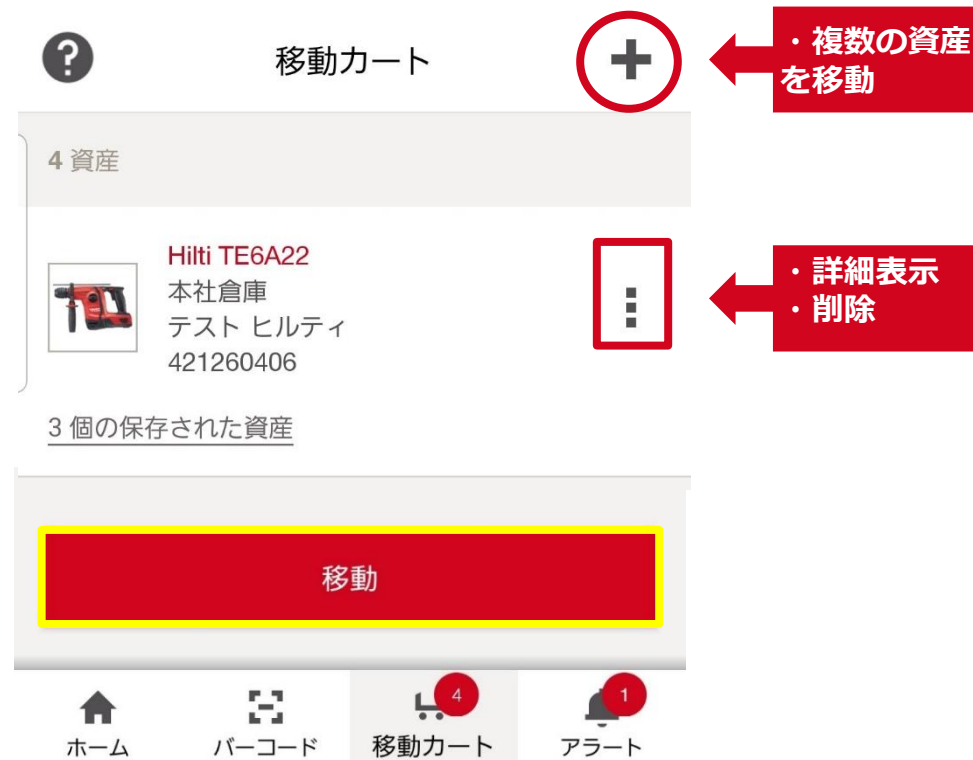 ?
移動カート
・複数の資産
を移動
4 資産
Hilti TE6A22
本社倉庫
テスト ヒルティ
421260406
・詳細表示
・削除
3 個の保存された資産
移動
4
1
ホーム
バーコード
移動カート
アラート